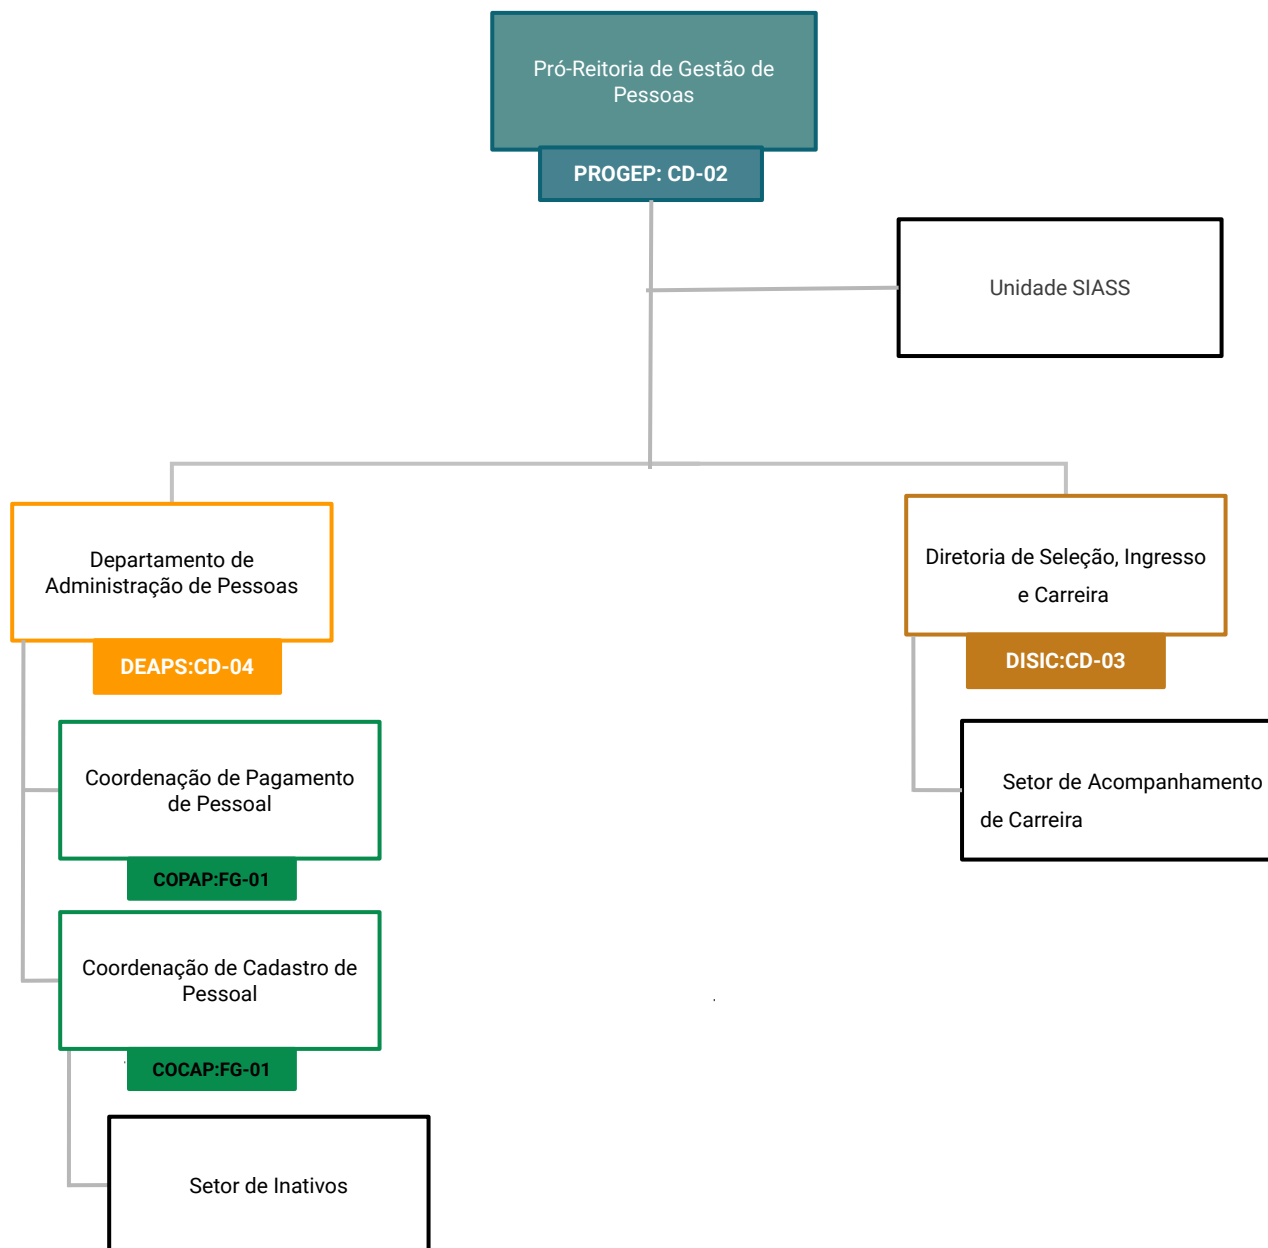 Pró-Reitoria de Gestão de
Pessoas
PROGEP: CD-02
Unidade SIASS
Departamento de
Administração de Pessoas
DEAPS:CD-04
Diretoria de Seleção, Ingresso
e Carreira
DISIC:CD-03
Coordenação de Pagamento
de Pessoal
COPAP:FG-01
Setor de Acompanhamento
de Carreira
Coordenação de Cadastro de
Pessoal
COCAP:FG-01
Setor de Inativos